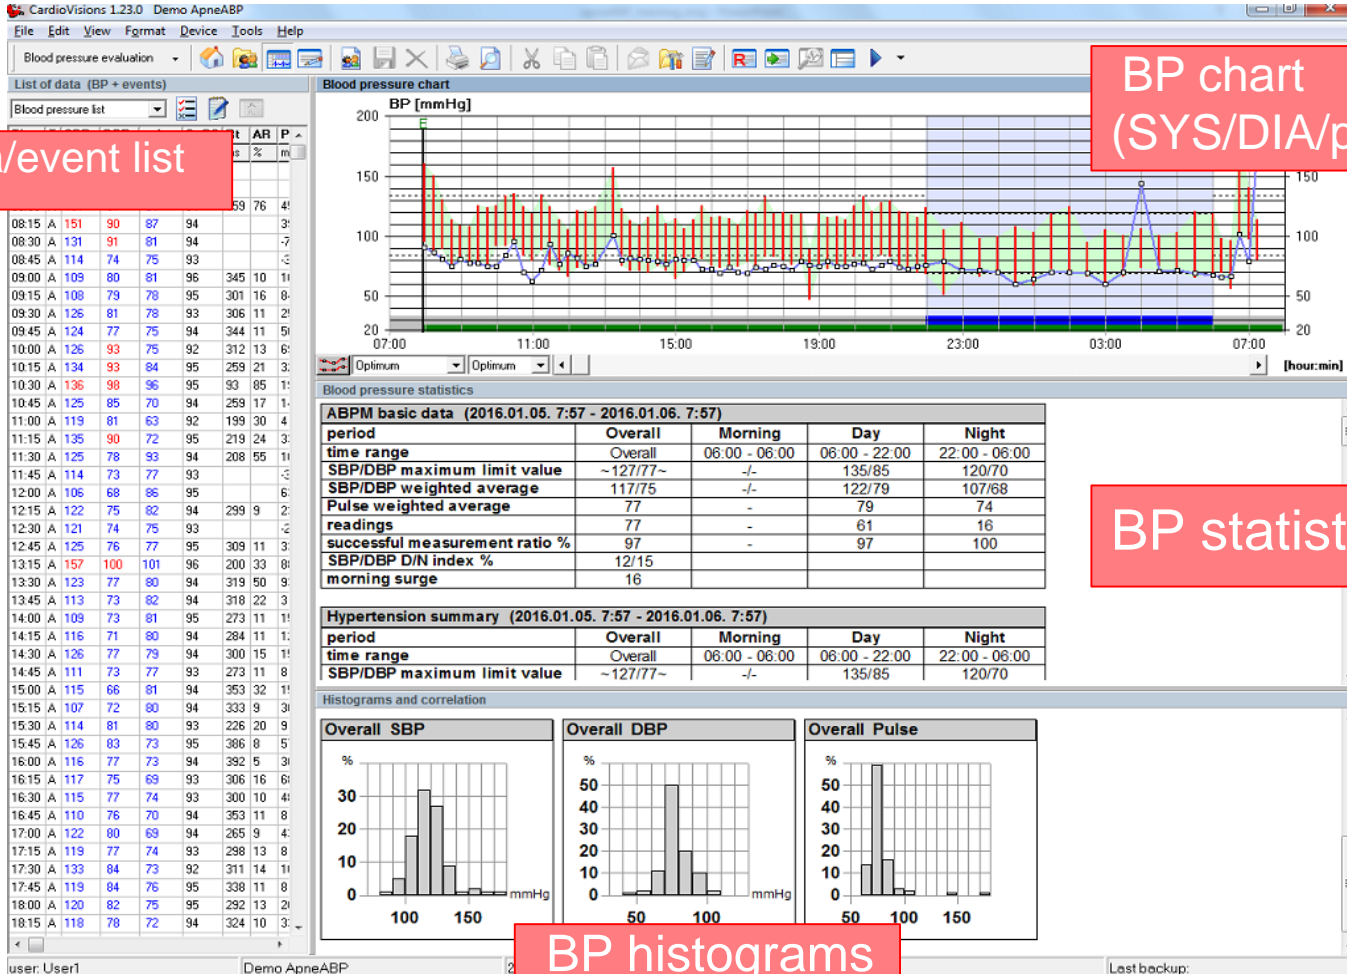 CardioVisions 1.23.0 Demo ApneABP
File Edit View Format Device Tools Help
Blood pressure evaluation
List of data (BP + events)
Blood pressure list
/event list
AR P
% m
59 76
08:15 A 151 90 87 94
08:30 A 131 91 81 94
08:45 A 114 74 75 93
09:00 A 109 80 81 96 345 10
09:15 A 108 79 78 95 301 16
09:30 A 126 81 78 93 306 11
09:45 A 124 77 75 94 344 11
10:00 A 126 93 75 92 312 13
10:15 A 134 93 84 95 259 21
10:30 A 136 98 96 95 93 85
10:45 A 125 85 70 94 259 17
11:00 A 119 81 63 92 199 30
11:15 A 135 90 72 95 219 24
11:30 A 125 78 93 94 208 55
11:45 A 114 73 77 93
12:00 A 106 68 86 95
12:15 A 122 75 82 94 299 9
12:30 A 121 74 75 93
12:45 A 125 76 77 95 309 11
13:15 A 157 100 101 96 200 33
13:30 A 123 77 80 94 319 50
13:45 A 113 73 82 94 318 22
14:00 A 109 73 81 95 273 11
14:15 A 116 71 80 94 284 11
14:30 A 126 77 79 94 300 15
14:45 A 111 73 77 93 273 11
15:00 A 115 66 81 94 353 32
15:15 A 107 72 80 94 333 9
15:30 A 114 81 80 93 226 20
15:45 A 126 83 73 95 386 8
16:00 A 116 77 73 94 392 5
16:15 A 117 75 69 93 306 16
16:30 A 115 77 74 93 300 10
16:45 A 110 76 70 94 353 11
17:00 A 122 80 69 94 265 9
17:15 A 119 77 74 93 298 13
17:30 A 133 84 73 92 311 14
17:45 A 119 84 76 95 338 11
18:00 A 120 82 75 95 292 13
18:15 A 118 78 72 94 324 10
Blood pressure chart
BP chart
(SYS/DIA/p
BP [mmHg]
200
150 150
100 100
50 50
20 20
07:00 11:00 15:00 19:00 23:00 03:00 07:00
Optimum Optimum [hour:min]
Blood pressure statistics
ABPM basic data (2016.01.05. 7:57 - 2016.01.06. 7:57)
period Overall Morning Day Night
time range Overall 06:00 - 06:00 06:00 - 22:00 22:00 - 06:00
SBP/DBP maximum limit value ~127/77~ -/- 135/85 120/70
SBP/DBP weighted average 117/75 -/- 122/79 107/68
Pulse weighted average 77 - 79 74
readings 77 - 61 16
successful measurement ratio % 97 - 97 100
SBP/DBP D/N index % 12/15
morning surge 16
BP statist
Hypertension summary (2016.01.05. 7:57 - 2016.01.06. 7:57)
period Overall Morning Day Night
time range Overall 06:00 - 06:00 06:00 - 22:00 22:00 - 06:00
SBP/DBP maximum limit value ~127/77~ -/- 135/85 120/70
Histograms and correlation
Overall SBP Overall DBP Overall Pulse
% % %
50 50
40 40
30 30 30
20 20 20
10 10 10
0 mmHg 0 mmHg 0
100 150 50 100 50 100 150
BP histograms
user: User1 Demo ApneABP Last backup: